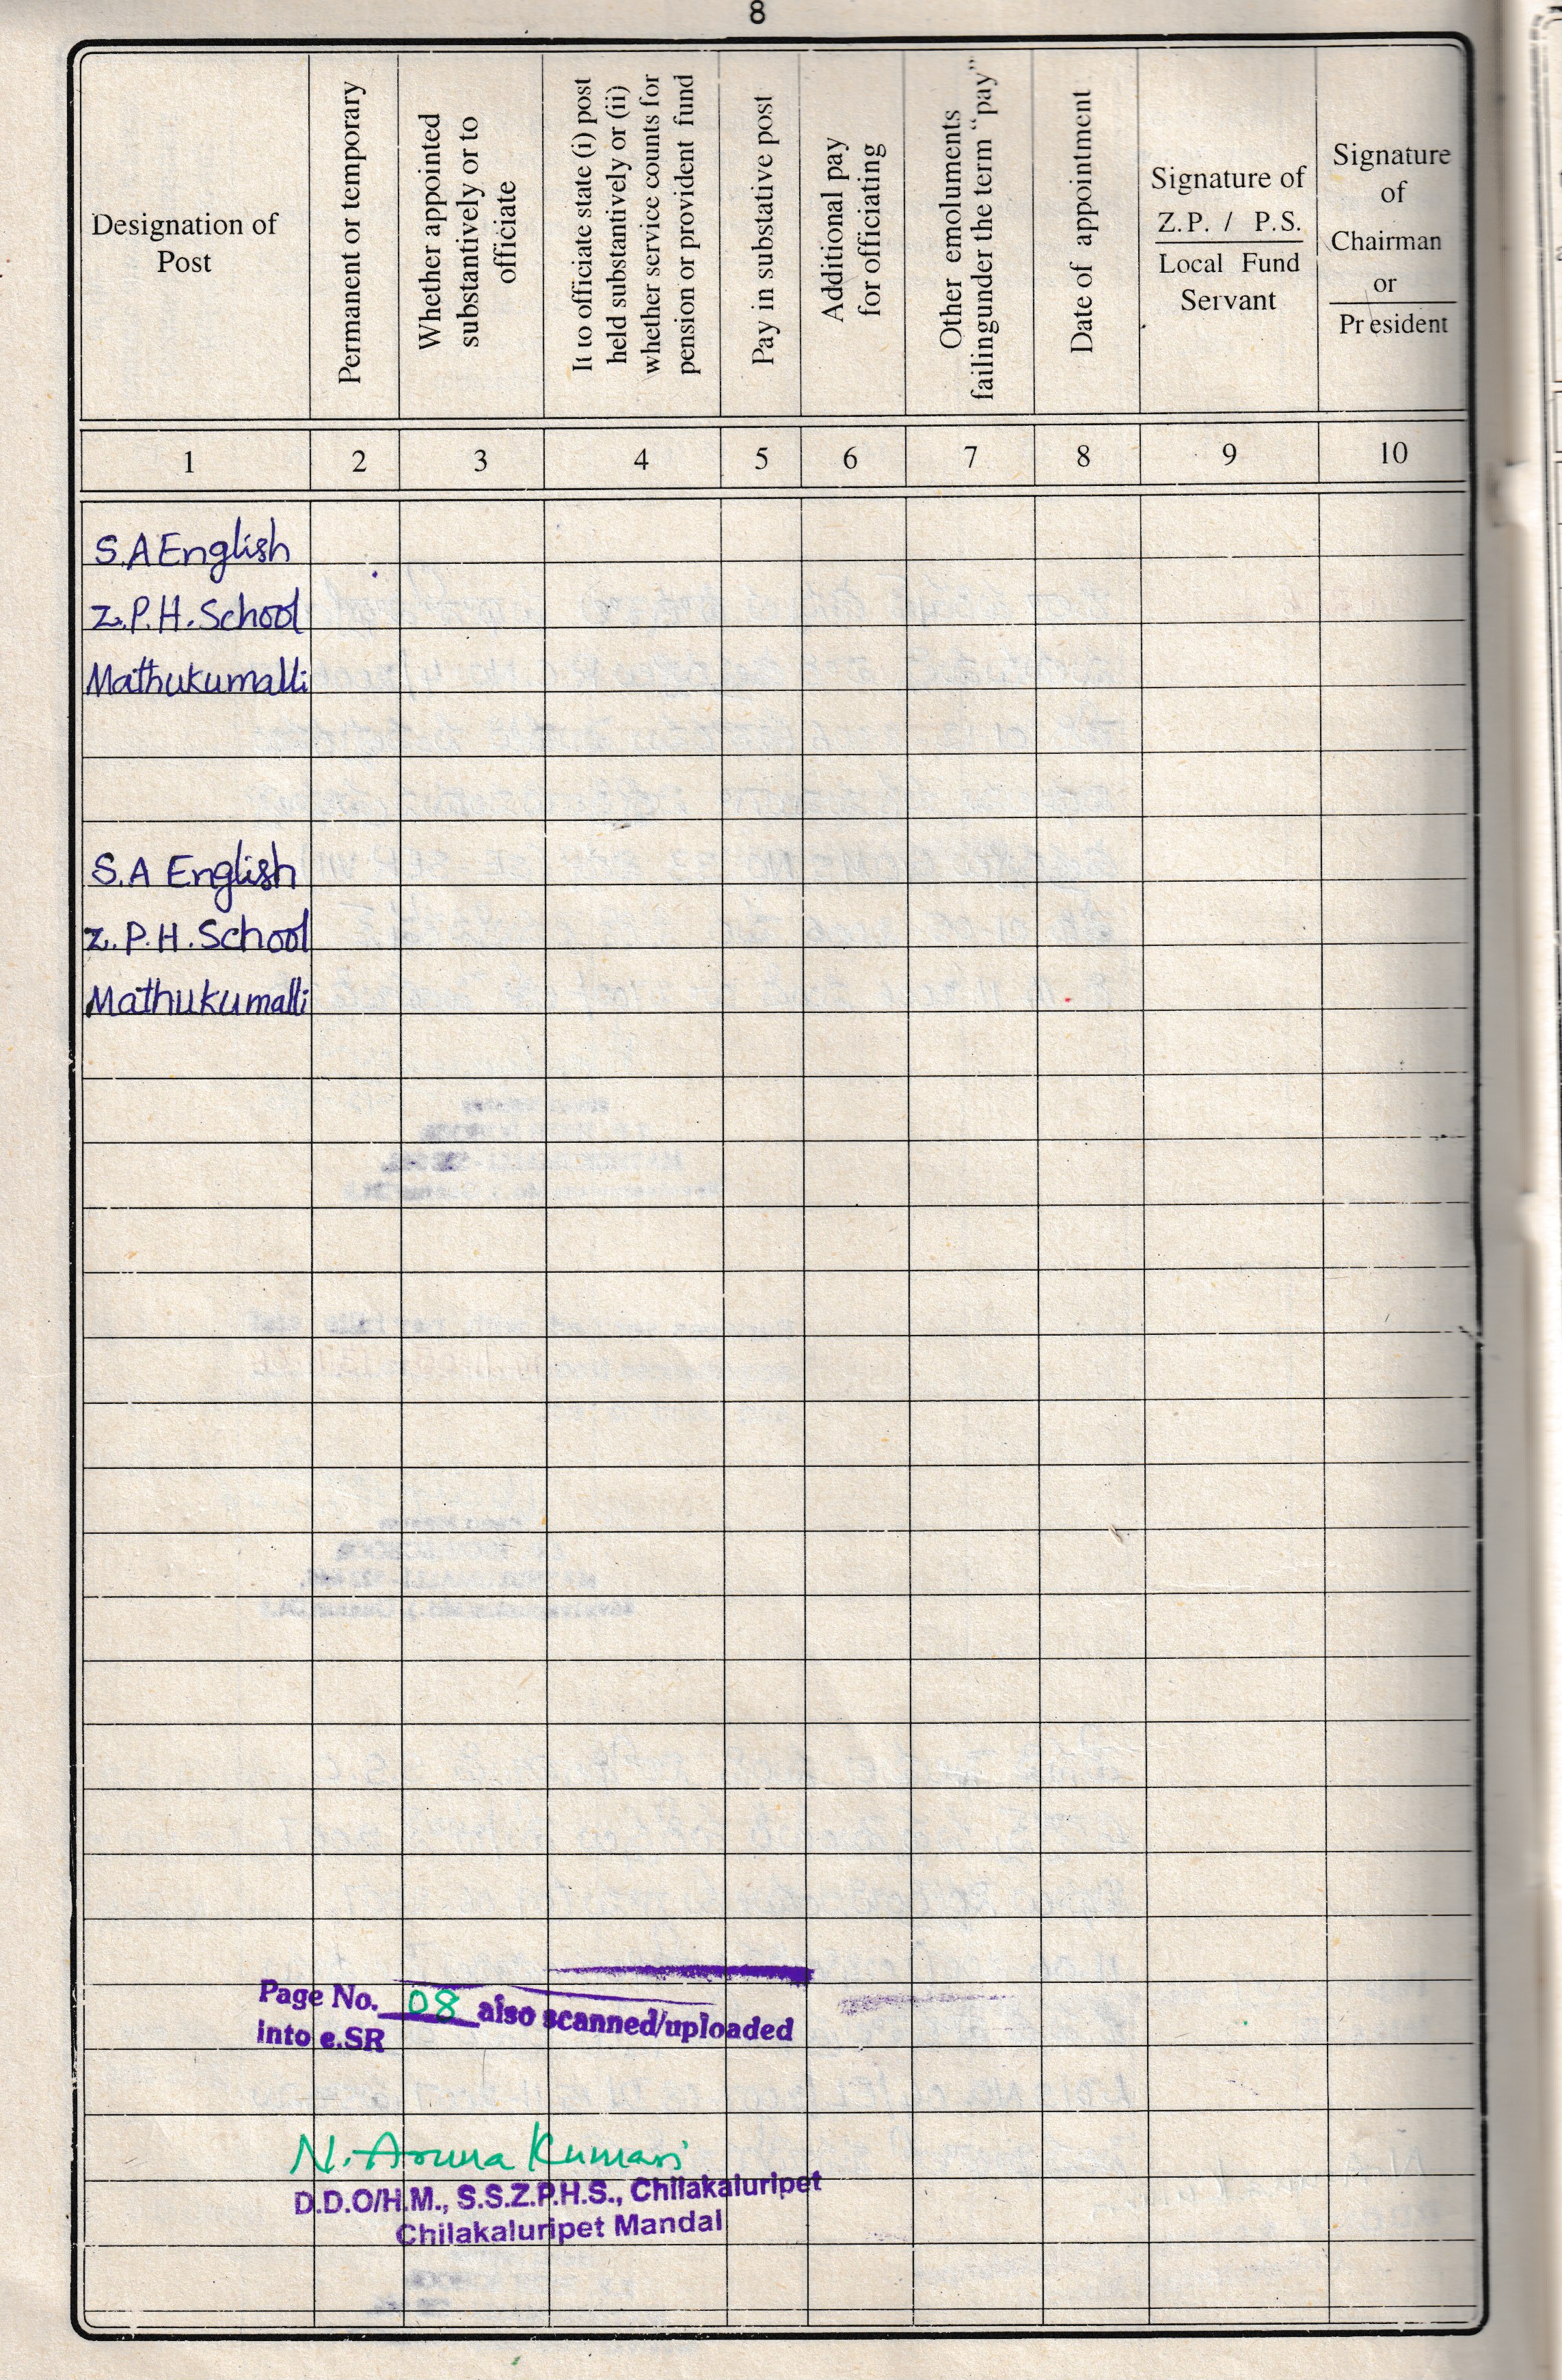 8
Designation of
Post
Permanent or temporary
Whether appointed
substantively or to
officiate
It to officiate state (i) post
held substantively or (ii)
whether service counts for
pension or provident fund
Pay in substative post
Additional pay
for officiating
Other emoluments
failingunder the term “pay”
Date of appointment
Signature of
Z.P. / P.S.
Local Fund
Servant
Signature
of
Chairman
or
President
1 2 3 4 5 6 7 8 9 10
S.A English
Z.P.H. School
Mathukumalli
S.A English
Z.P.H. School
Mathukumalli
Page No. 08 also scanned/uploaded
into e.SR
N. Aruna Kumari
D.D.O/H.M., S.S.Z.P.H.S., Chilakaluripet
Chilakaluripet Mandal